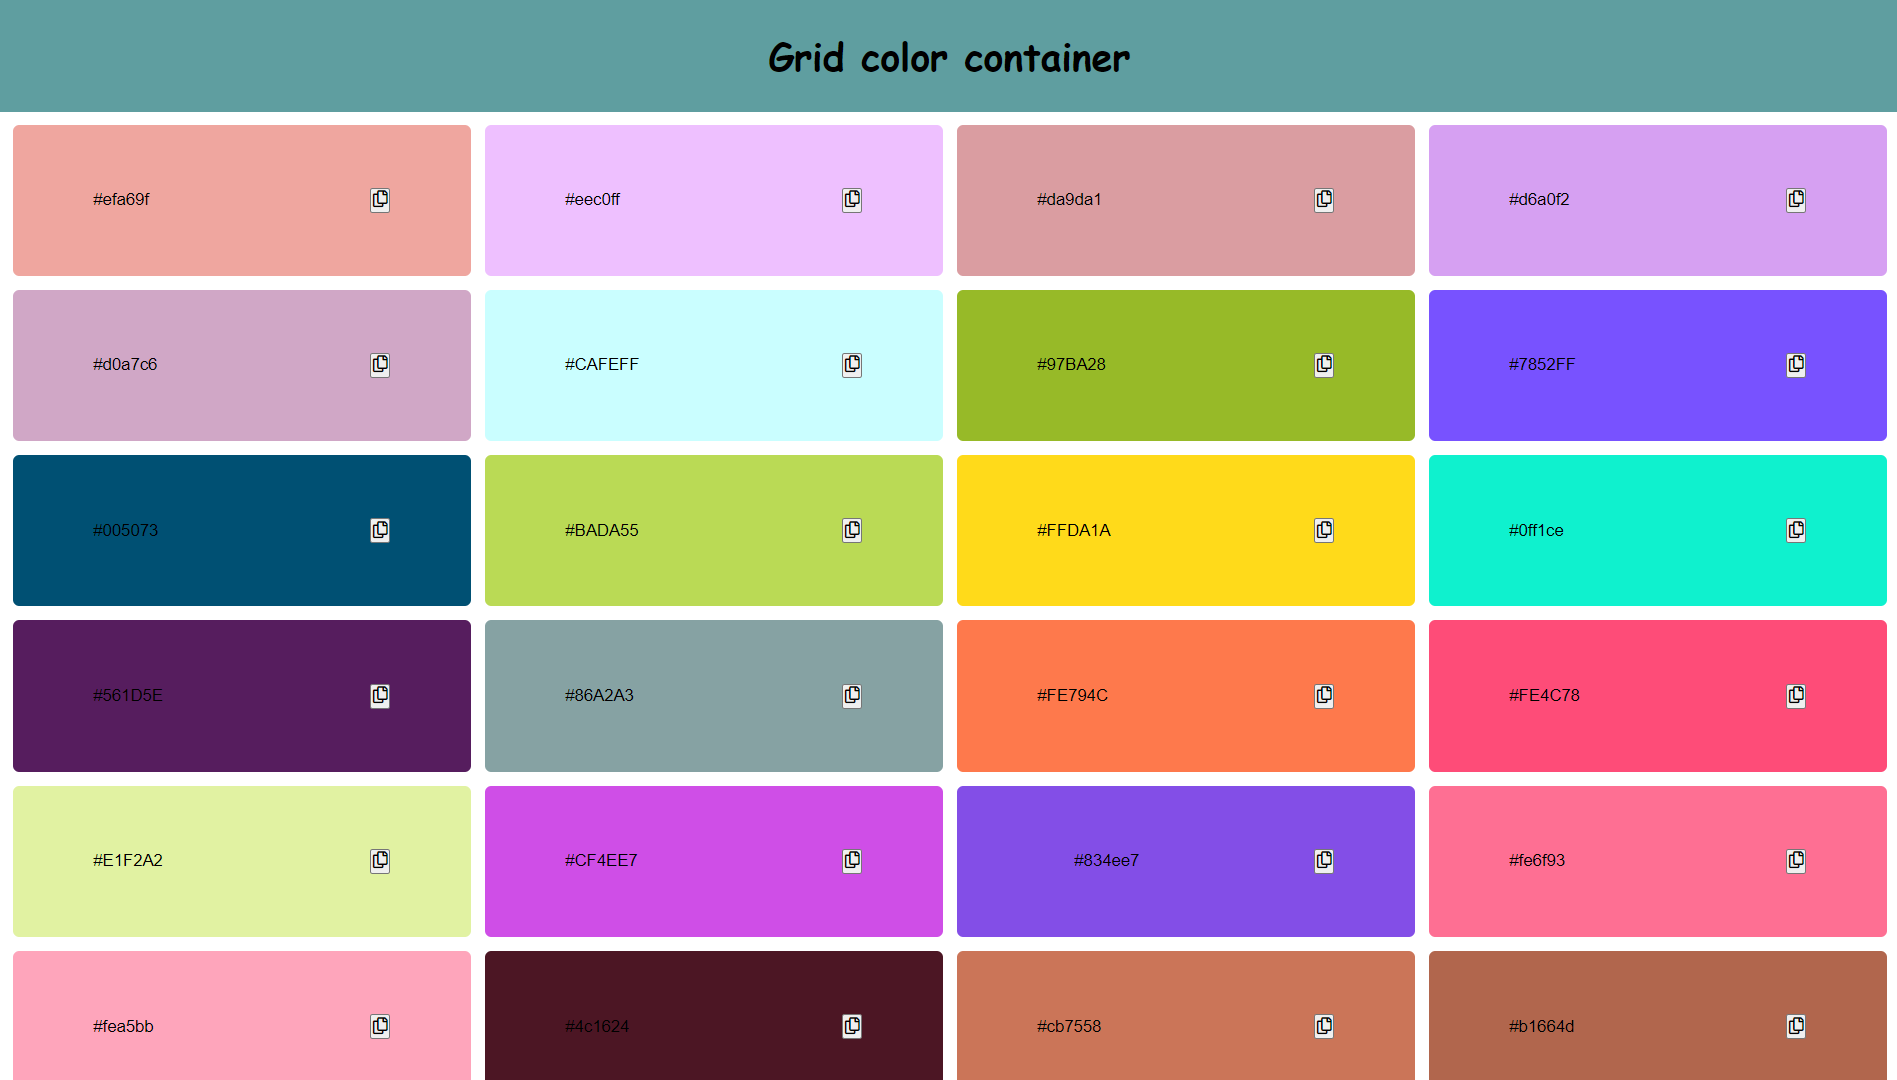 Grid color container
#efa69f
#eec0ff
#da9da1
#d6a0f2
#d0a7c6
#CAFEFF
#97BA28
#7852FF
#005073
#BADA55
#FFDA1A
#0ff1ce
#561D5E
#86A2A3
#FE794C
#FE4C78
#E1F2A2
#CF4EE7
#834ee7
#fe6f93
#fea5bb
#4c1624
#cb7558
#b1664d